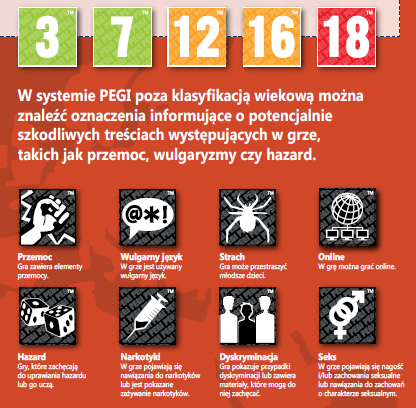 3 7 12 16 18
W systemie PEGI poza klasyfikacją wiekową można
znaleźć oznaczenia informujące o potencjalnie
szkodliwych treściach występujących w grze,
takich jak przemoc, wulgaryzmy czy hazard.
@*!
Przemoc
Gra zawiera elementy
przemocy.
Wulgarny język
W grze jest używany
wulgarny język.
Strach
Gra może przestraszyć
młodsze dzieci.
Online
W grę można grać online.
Hazard
Gry, które zachęcają
do uprawiania hazardu
lub go uczą.
Narkotyki
W grze pojawiają się
nawiązania do narkotyków
lub jest pokazane
zażywanie narkotyków.
Dyskryminacja
Gra pokazuje przypadki
dyskryminacji lub zawiera
materiały, które mogą do
niej zachęcać.
Seks
W grze pojawiają się nagość
i/lub zachowania seksualne
lub nawiązania do zachowań
o charakterze seksualnym.